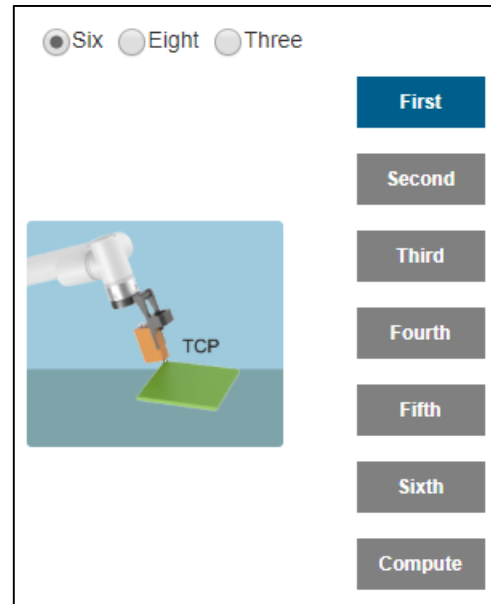 Six Eight Three
First
Second
Third
TCP
Fourth
Fifth
Sixth
Compute